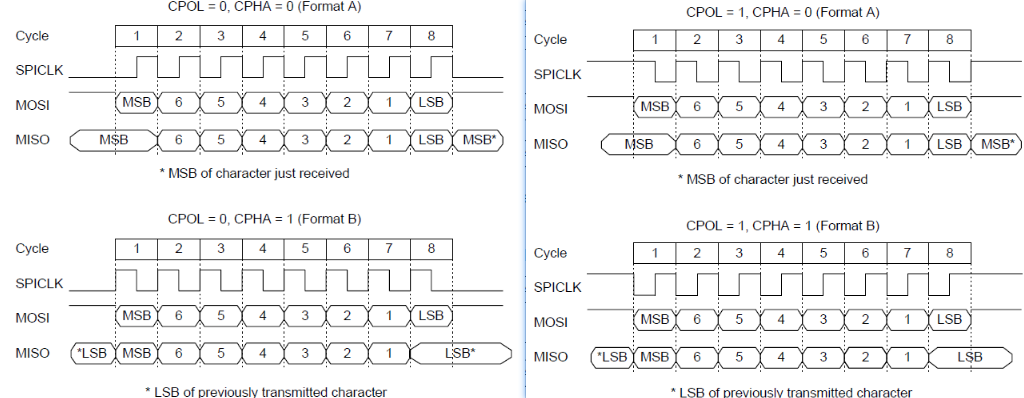 CPOL = 0, CPHA = 0 (Format A)
Cycle 1 2 3 4 5 6 7 8
SPICLK
MOSI MSB 6 5 4 3 2 1 LSB
MISO MSB 6 5 4 3 2 1 LSB MSB*
* MSB of character just received
CPOL = 0, CPHA = 1 (Format B)
Cycle 1 2 3 4 5 6 7 8
SPICLK
MOSI MSB 6 5 4 3 2 1 LSB
MISO *LSB MSB 6 5 4 3 2 1 LSB*
* LSB of previously transmitted character
CPOL = 1, CPHA = 0 (Format A)
Cycle 1 2 3 4 5 6 7 8
SPICLK
MOSI MSB 6 5 4 3 2 1 LSB
MISO MSB 6 5 4 3 2 1 LSB MSB*
* MSB of character just received
CPOL = 1, CPHA = 1 (Format B)
Cycle 1 2 3 4 5 6 7 8
SPICLK
MOSI MSB 6 5 4 3 2 1 LSB
MISO *LSB MSB 6 5 4 3 2 1 LSB
* LSB of previously transmitted character